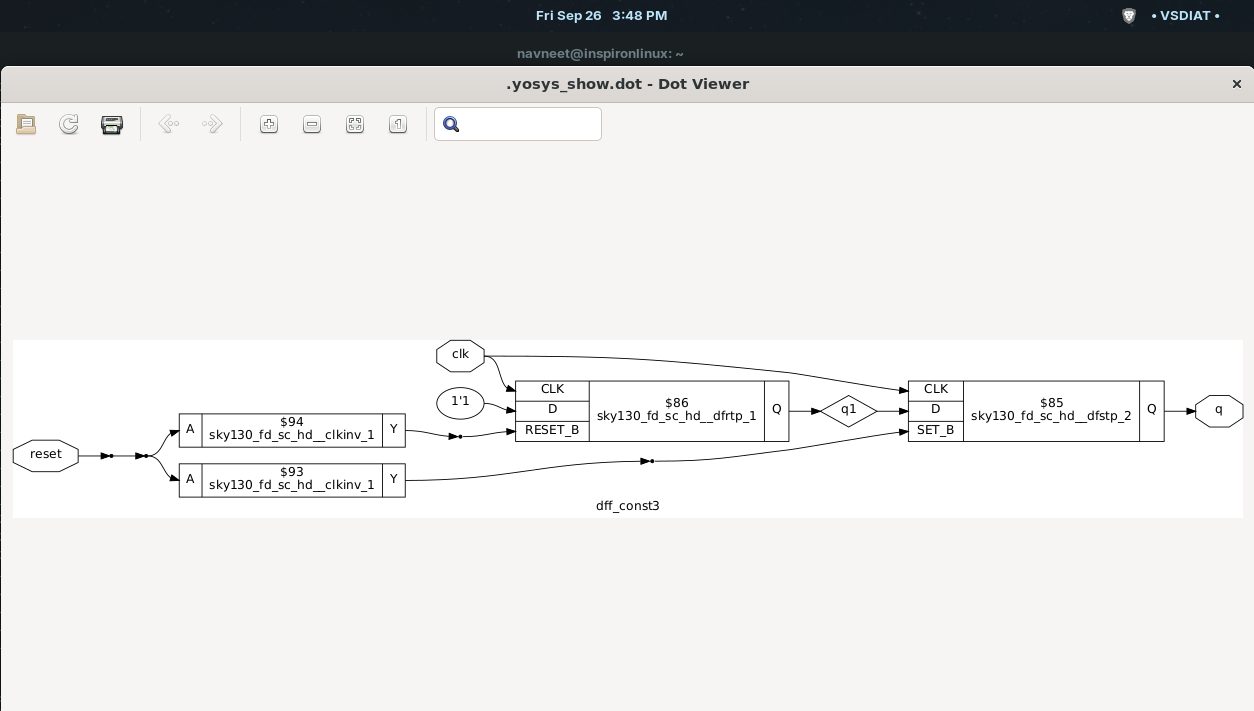 Fri Sep 26 3:48 PM
• VSDIAT •
navneet@inspironlinux: ~
.yosys_show.dot - Dot Viewer
×
1
clk
CLK
$86
sky130_fd_sc_hd__dfrtp_1
Q
D
RESET_B
1'1
q1
CLK
$85
sky130_fd_sc_hd__dfstp_2
Q
D
SET_B
q
reset
A
$94
sky130_fd_sc_hd__clkinv_1
Y
A
$93
sky130_fd_sc_hd__clkinv_1
Y
dff_const3